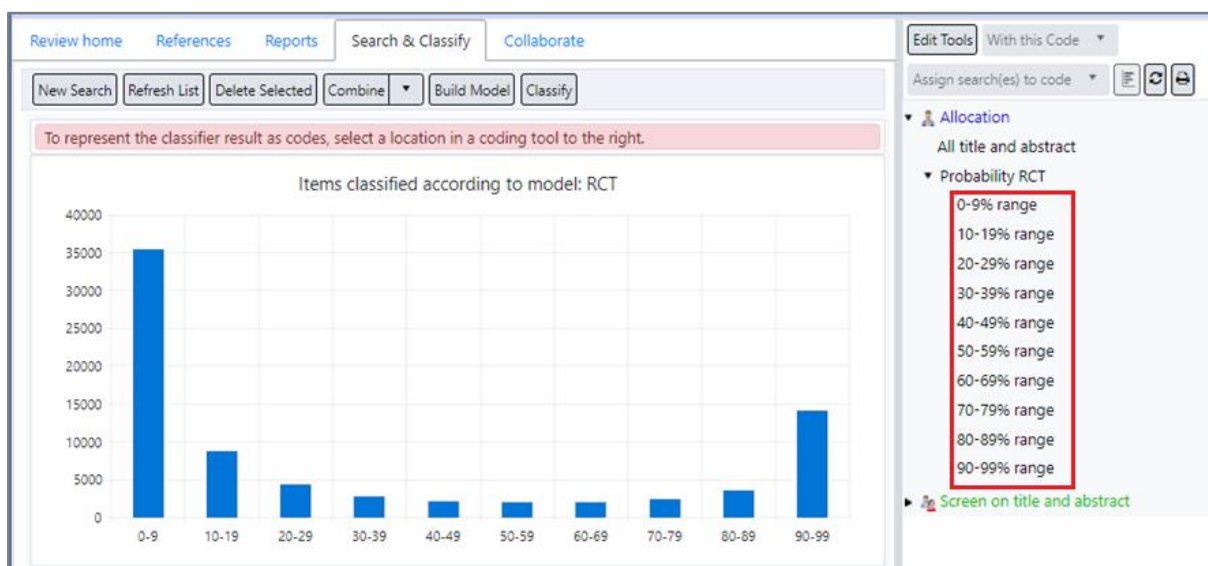 Review home References Reports Search & Classify Collaborate
New Search Refresh List Delete Selected Combine Build Model Classify
To represent the classifier result as codes, select a location in a coding tool to the right.
Items classified according to model: RCT
40000
35000
30000
25000
20000
15000
10000
5000
0
0-9 10-19 20-29 30-39 40-49 50-59 60-69 70-79 80-89 90-99
Edit Tools With this Code
Assign search(es) to code
Allocation
All title and abstract
Probability RCT
0-9% range
10-19% range
20-29% range
30-39% range
40-49% range
50-59% range
60-69% range
70-79% range
80-89% range
90-99% range
Screen on title and abstract